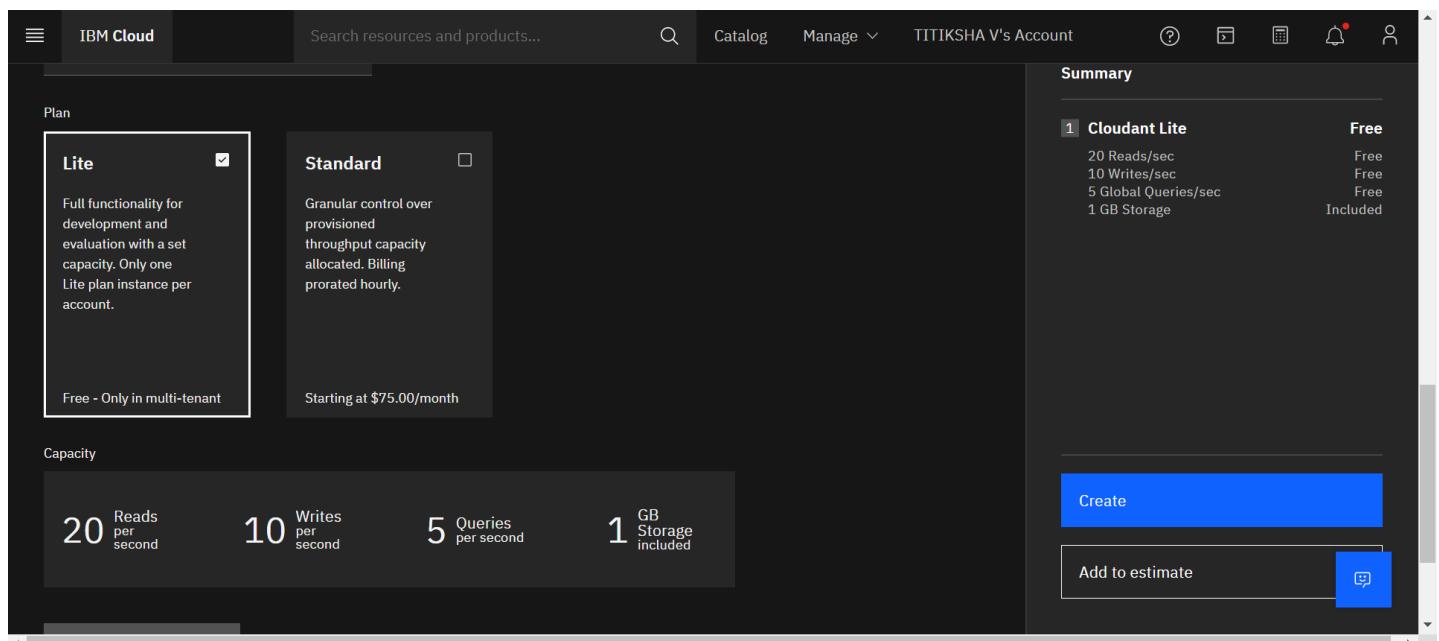 IBM Cloud
Search resources and products...
Catalog
Manage
TITIKSHA V's Account
Plan
Lite
Full functionality for
development and
evaluation with a set
capacity. Only one
Lite plan instance per
account.
Free - Only in multi-tenant
Standard
Granular control over
provisioned
throughput capacity
allocated. Billing
prorated hourly.
Starting at $75.00/month
Capacity
20 Reads
per
second
10 Writes
per
second
5 Queries
per second
1 GB
Storage
included
Summary
1 Cloudant Lite Free
20 Reads/sec Free
10 Writes/sec Free
5 Global Queries/sec Free
1 GB Storage Included
Create
Add to estimate